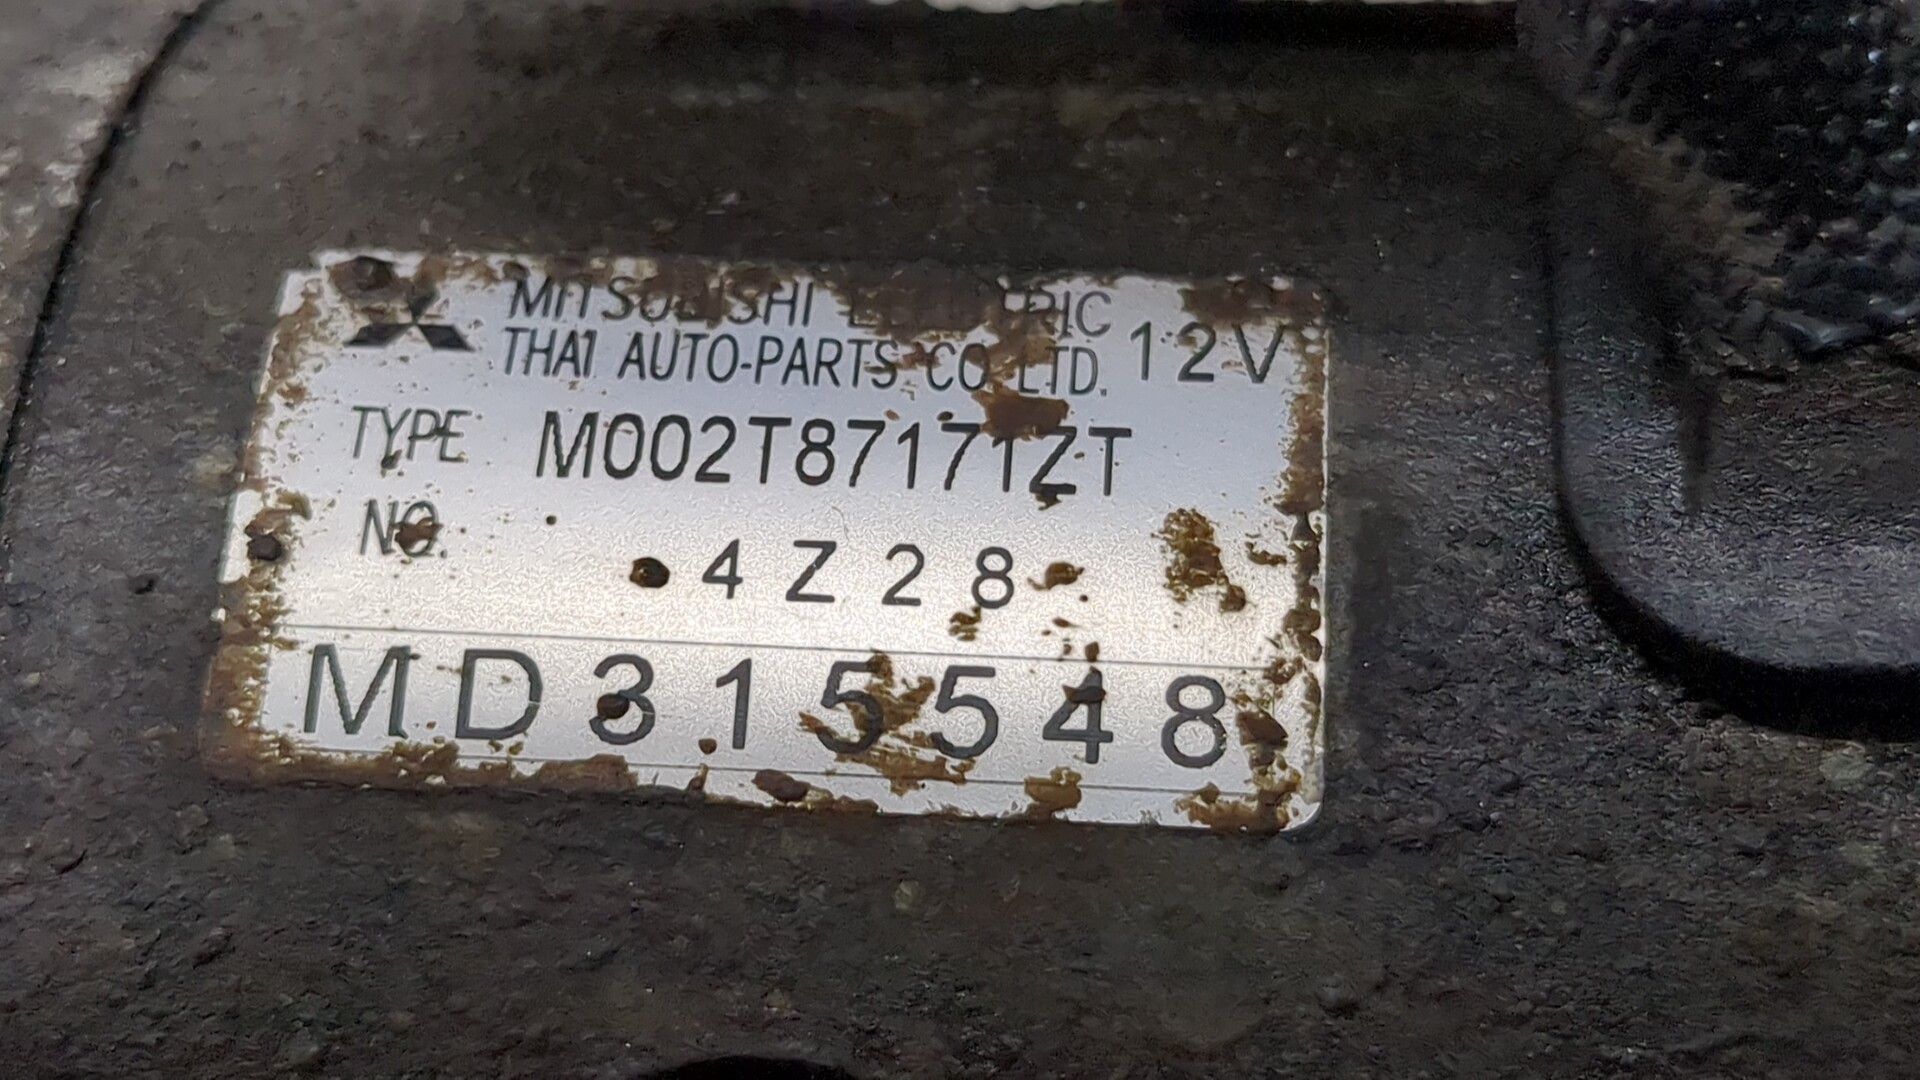 MITSUBISHI ELECTRIC
THAI AUTO-PARTS CO LTD. 12V
TYPE M002T87171ZT
NO. 4Z28
MD315548